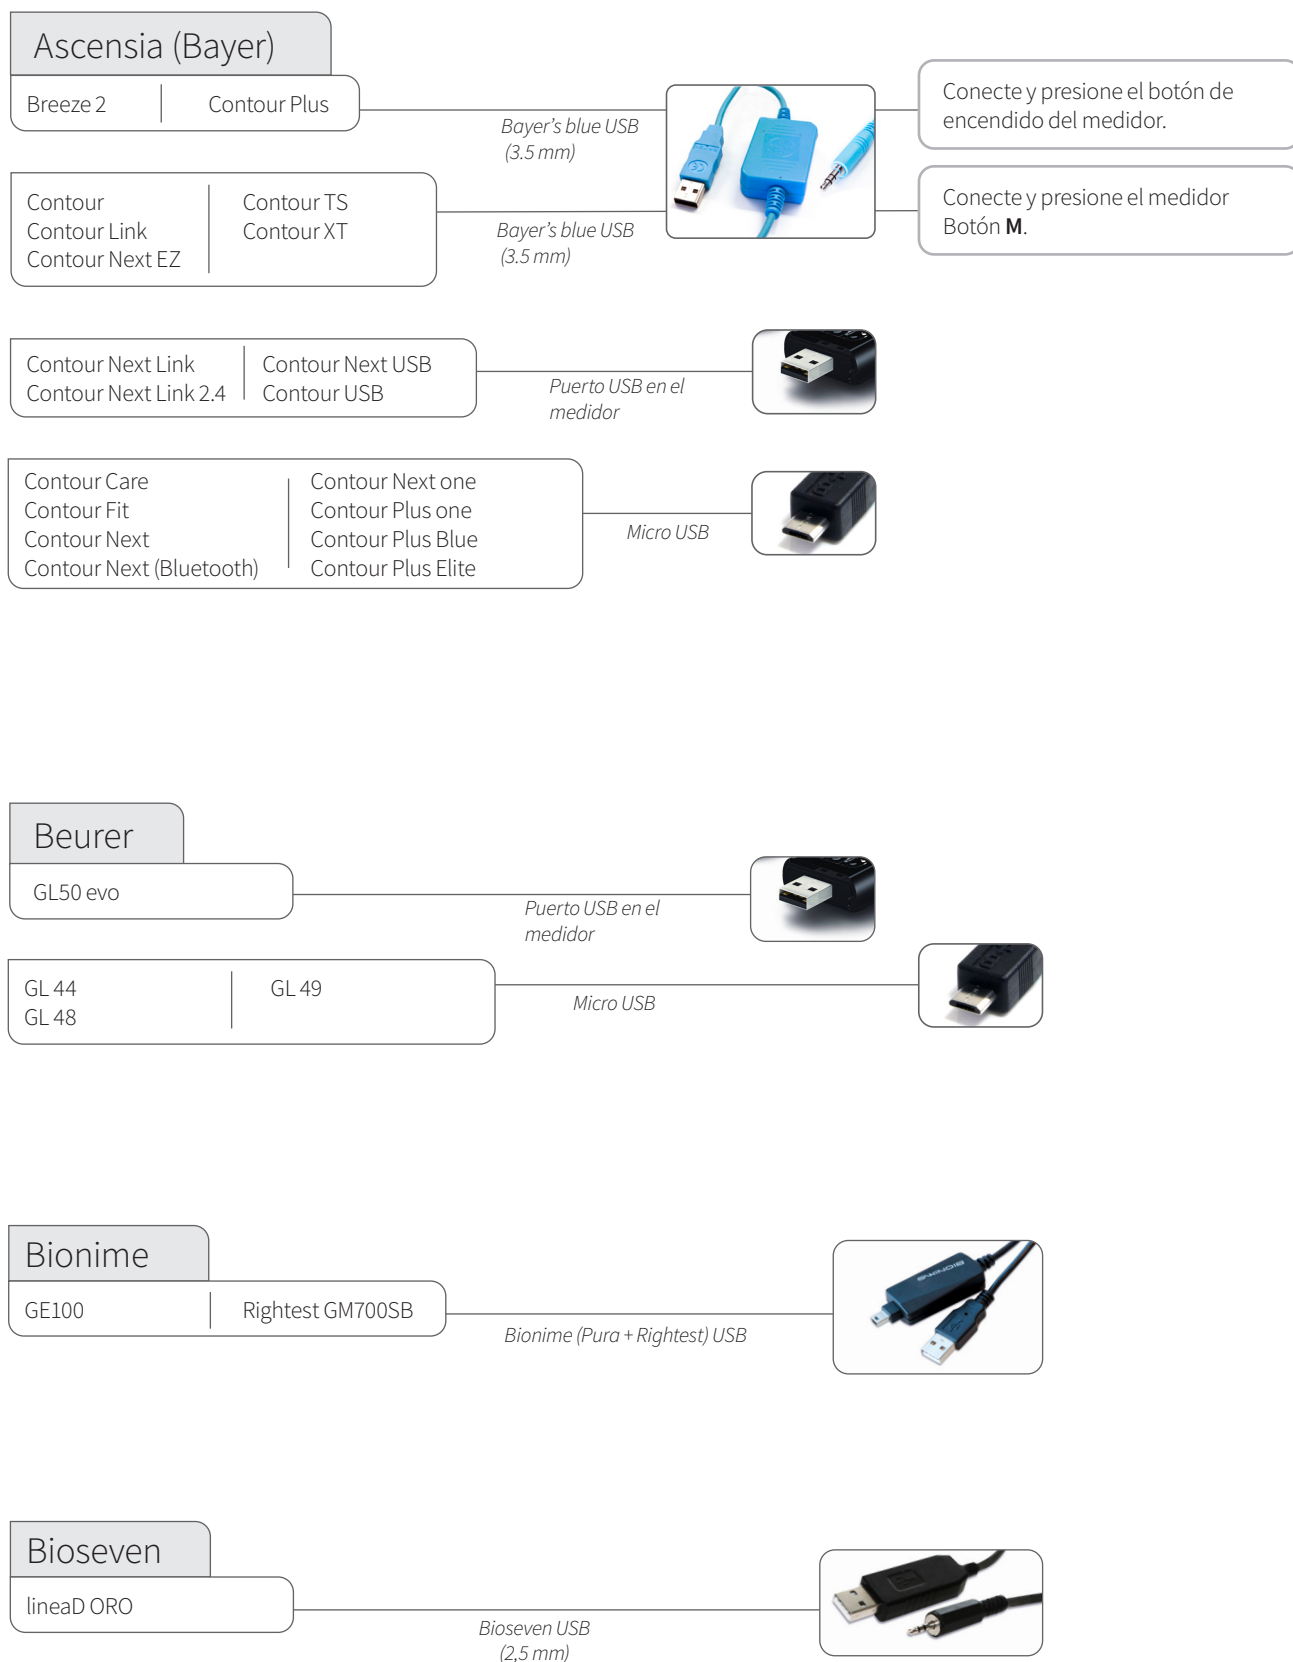 Ascensia (Bayer)
Breeze 2
Contour Plus
Bayer's blue USB
(3.5 mm)
Conecte y presione el botón de
encendido del medidor.
Contour
Contour Link
Contour Next EZ
Contour TS
Contour XT
Bayer's blue USB
(3.5 mm)
Conecte y presione el medidor
Botón M.
Contour Next Link
Contour Next Link 2.4
Contour Next USB
Contour USB
Puerto USB en el
medidor
Contour Care
Contour Fit
Contour Next
Contour Next (Bluetooth)
Contour Next one
Contour Plus one
Contour Plus Blue
Contour Plus Elite
Micro USB
Beurer
GL50 evo
Puerto USB en el
medidor
GL 44
GL 48
GL 49
Micro USB
Bionime
GE100
Rightest GM700SB
Bionime (Pura + Rightest) USB
BIONIME
Bioseven
lineaD ORO
Bioseven USB
(2,5 mm)